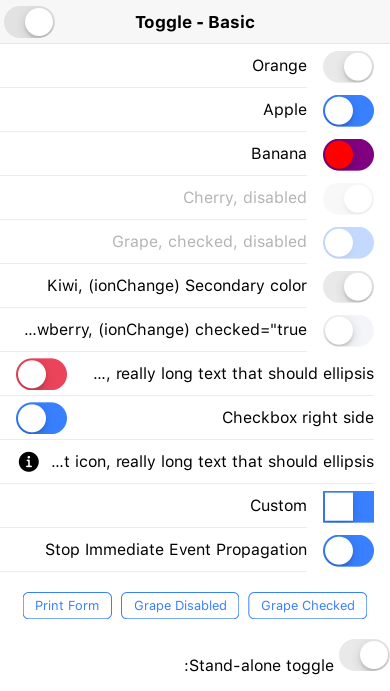 Toggle - Basic
Orange
Apple
Banana
Cherry, disabled
Grape, checked, disabled
Kiwi, (ionChange) Secondary color
...wberry, (ionChange) checked="true
..., really long text that should ellipsis
Checkbox right side
...t icon, really long text that should ellipsis
Custom
Stop Immediate Event Propagation
Print Form Grape Disabled Grape Checked
:Stand-alone toggle